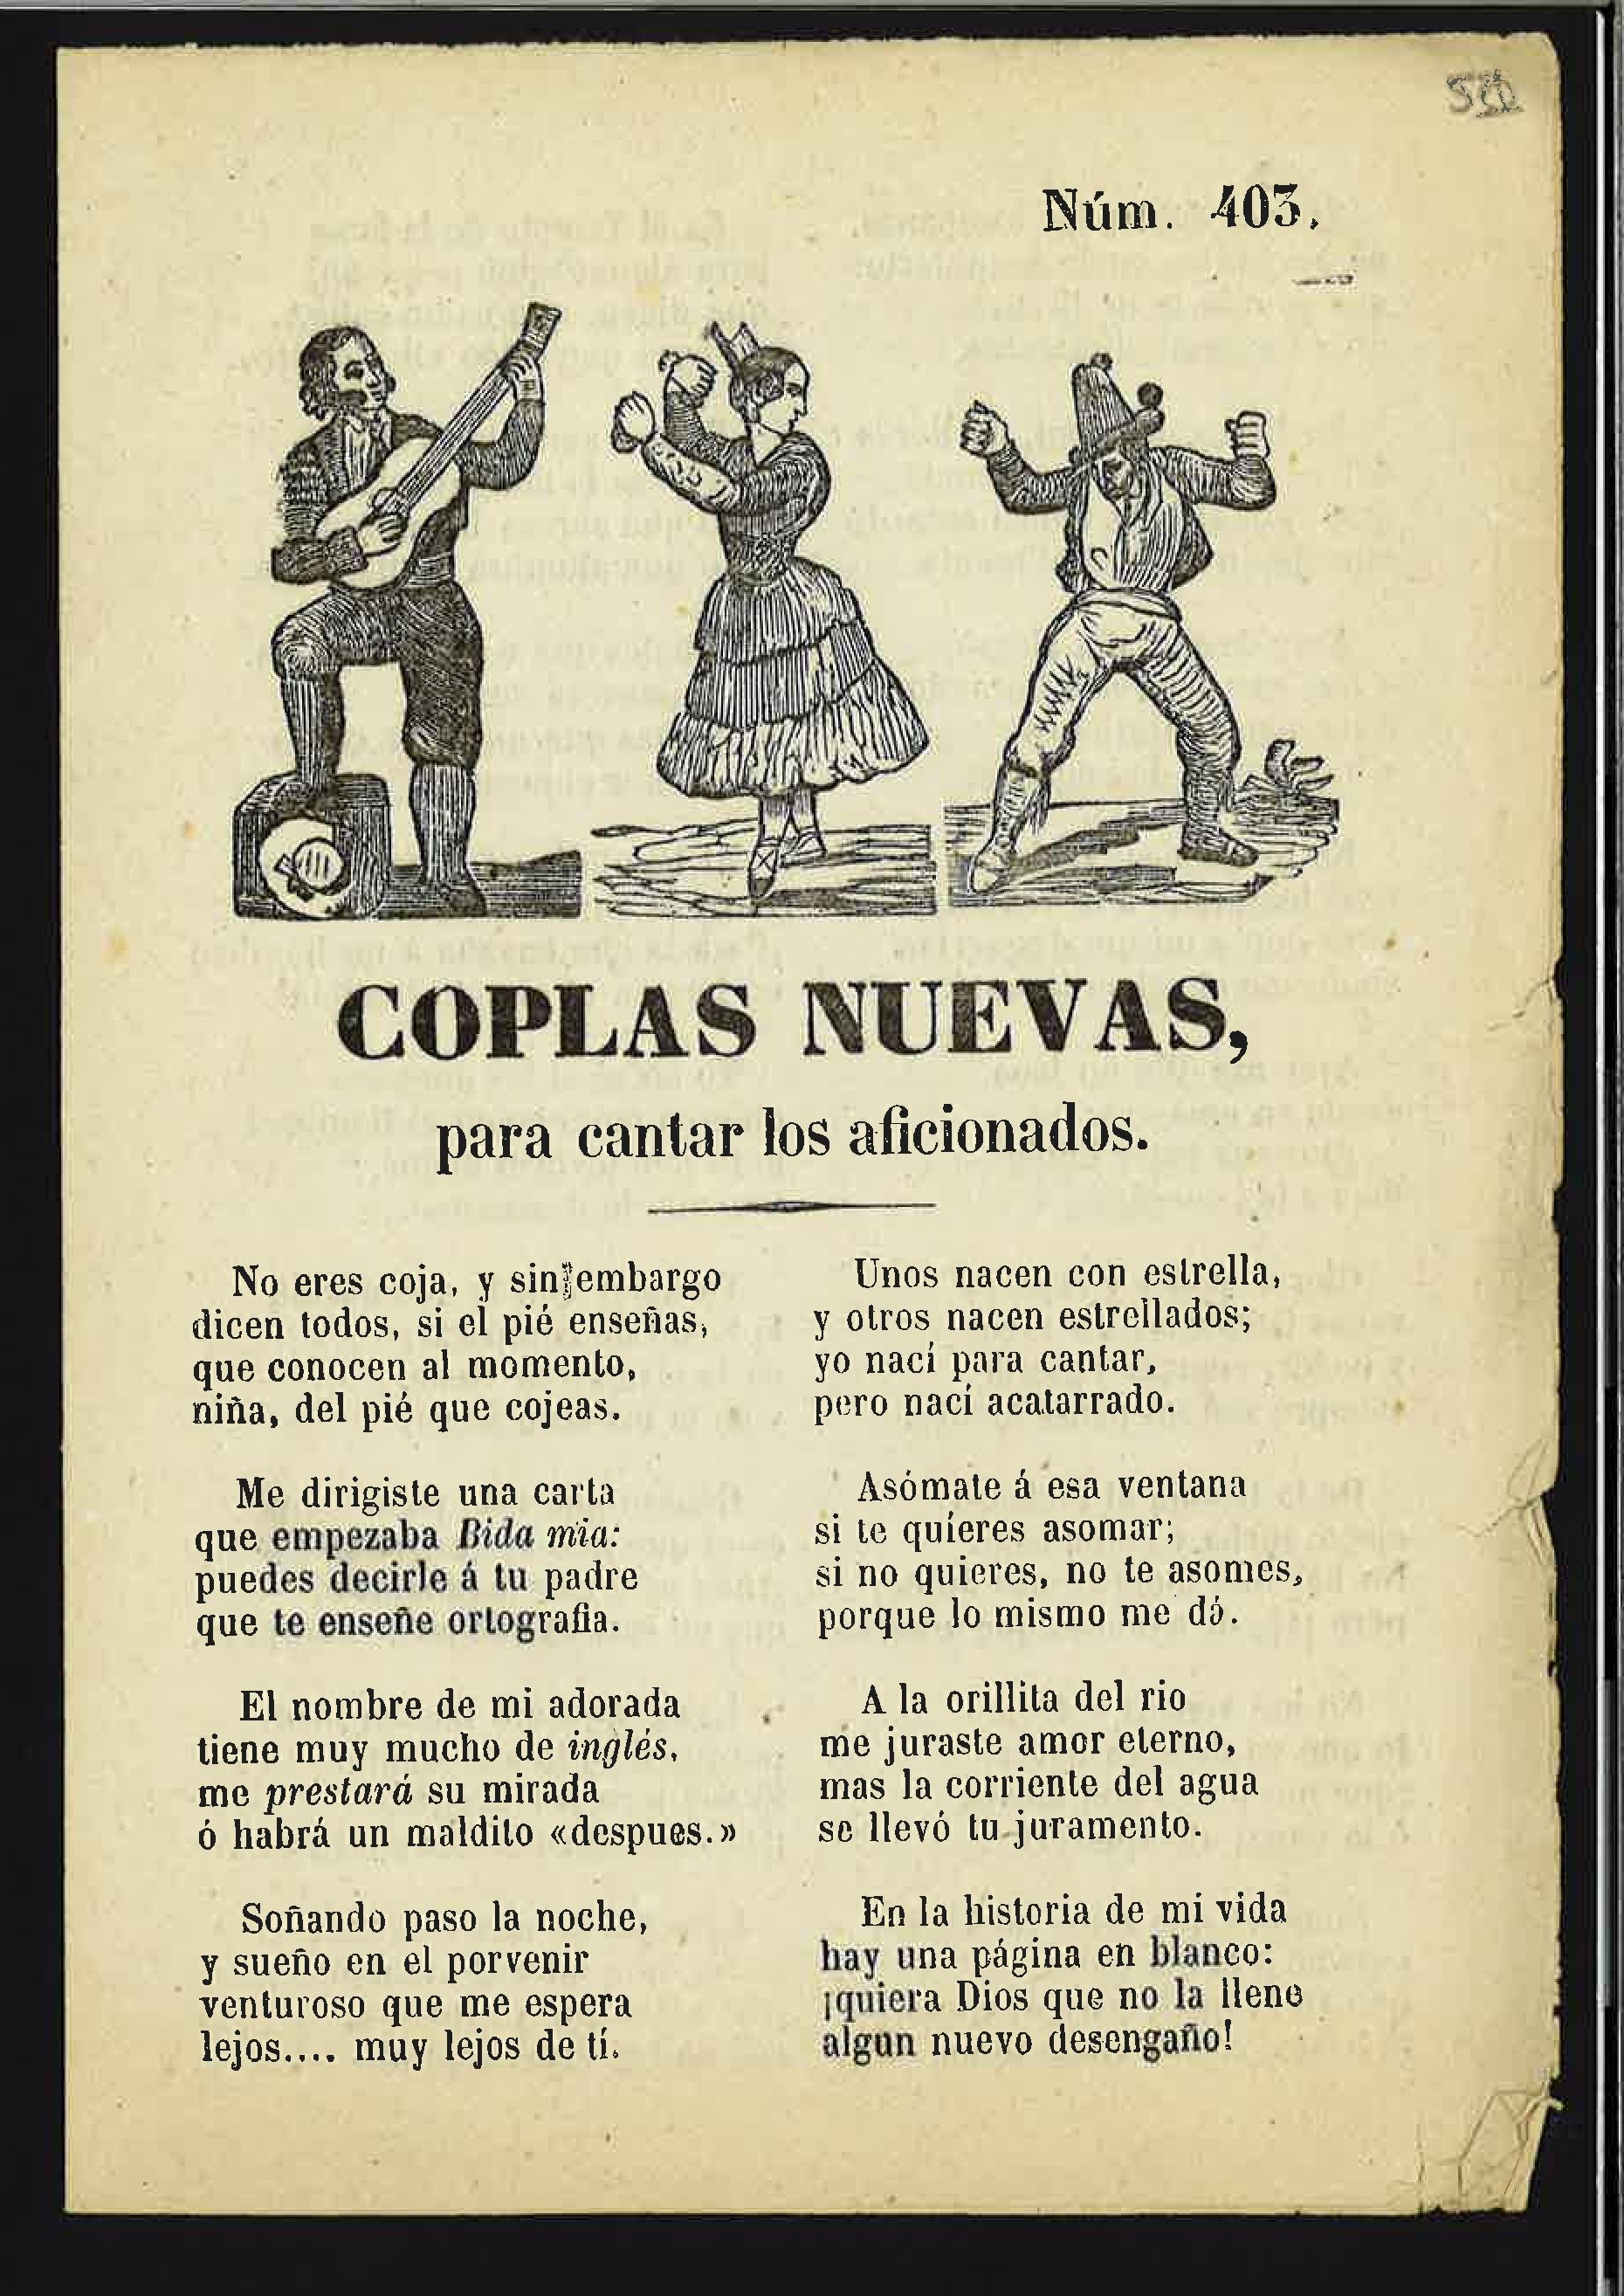 Núm. 403.
COPLAS NUEVAS,
para cantar los aficionados.
No eres coja, y sin embargo
dicen todos, si el pié enseñas,
que conocen al momento,
niña, del pié que cojeas.
Me dirigiste una carta
que empezaba Bida mia:
puedes decirle á tu padre
que te enseñe ortografia.
El nombre de mi adorada
tiene muy mucho de inglés,
me prestará su mirada
ó habrá un maldito «despues.»
Soñando paso la noche,
y sueño en el porvenir
venturoso que me espera
lejos.... muy lejos de tí.
Unos nacen con estrella,
y otros nacen estrellados;
yo nací para cantar,
pero nací acatarrado.
Asómate á esa ventana
si te quieres asomar;
si no quieres, no te asomes,
porque lo mismo me dá.
A la orillita del rio
me juraste amor eterno,
mas la corriente del agua
se llevó tu juramento.
En la historia de mi vida
hay una página en blanco:
¡quiera Dios que no la llene
algun nuevo desengaño!